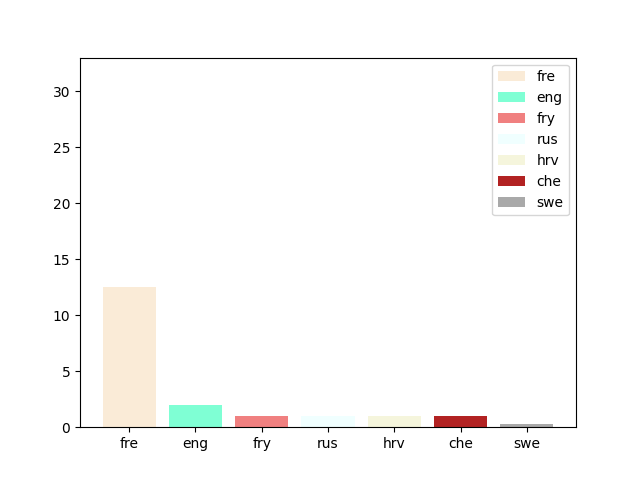 30
25
20
15
10
5
0
fre
eng
fry
rus
hrv
che
swe
fre eng fry rus hrv che swe